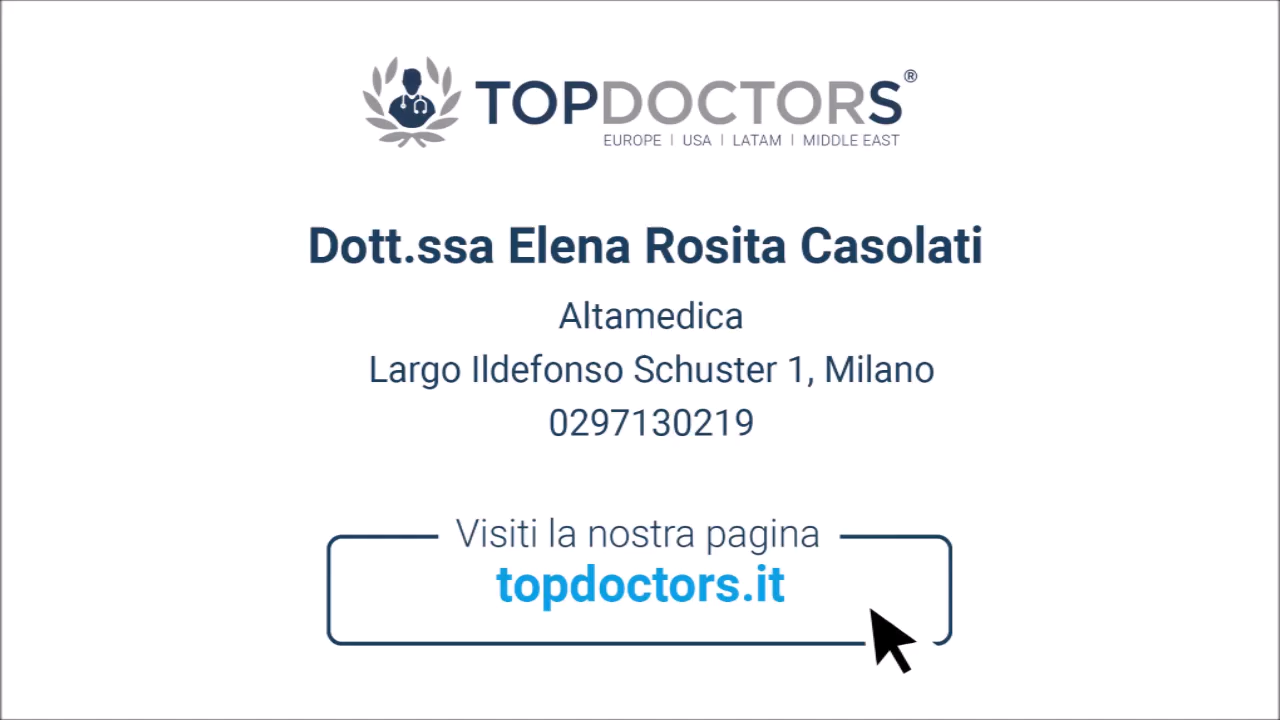 TOPDOCTORS®
EUROPE | USA | LATAM | MIDDLE EAST
Dott.ssa Elena Rosita Casolati
Altamedica
Largo Ildefonso Schuster 1, Milano
0297130219
Visiti la nostra pagina
topdoctors.it